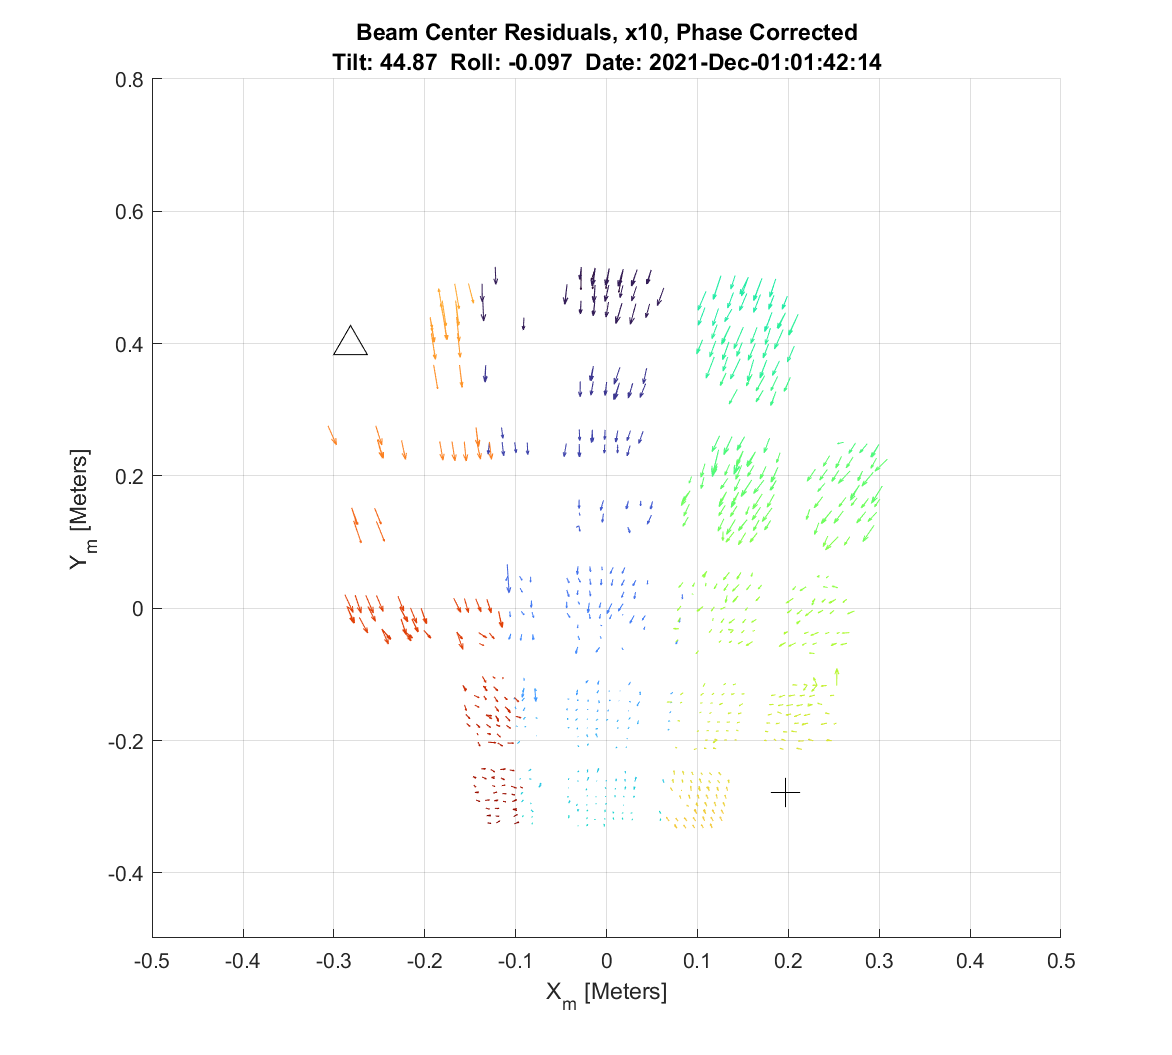 Beam Center Residuals, x10, Phase Corrected
Tilt: 44.87 Roll: -0.097 Date: 2021-Dec-01:01:42:14
0.8
0.6
0.4
0.2
0
-0.2
-0.4
Y_m [Meters]
-0.5 -0.4 -0.3 -0.2 -0.1 0 0.1 0.2 0.3 0.4 0.5
X_m [Meters]